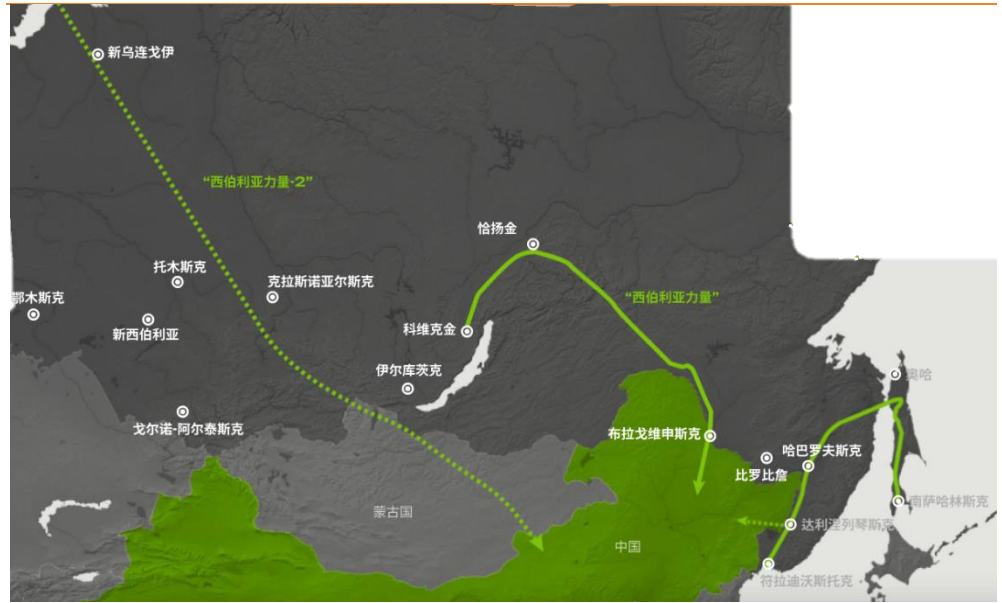 新乌连戈伊
“西伯利亚力量-2”
恰扬金
托木斯克
克拉斯诺亚尔斯克
鄂木斯克
“西伯利亚力量”
新西伯利亚
科维克金
伊尔库茨克
奥哈
戈尔诺-阿尔泰斯克
布拉戈维申斯克
哈巴罗夫斯克
比罗比詹
蒙古国
南萨哈林斯克
达利涅列琴斯克
中国
符拉迪沃斯托克